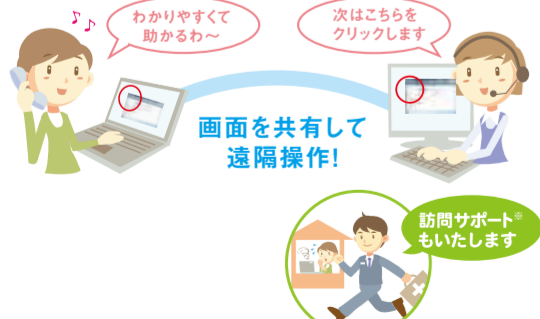 わかりやすくて
助かるわ～
次はこちらを
クリックします
画面を共有して
遠隔操作!
訪問サポート※
もいたします